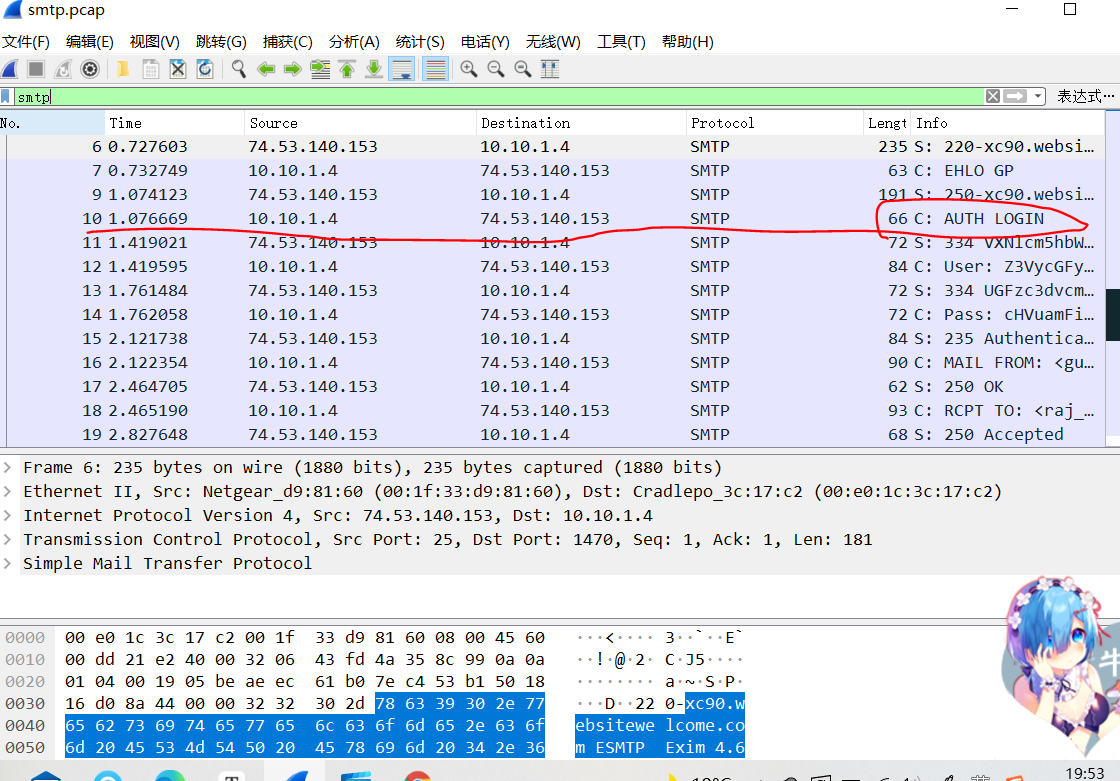 smtp.pcap
文件(F) 编辑(E) 视图(V) 跳转(G) 捕获(C) 分析(A) 统计(S) 电话(Y) 无线(W) 工具(T) 帮助(H)
smtp 表达式…
No. Time Source Destination Protocol Lengt Info
6 0.727603 74.53.140.153 10.10.1.4 SMTP 235 S: 220-xc90.websi…
7 0.732749 10.10.1.4 74.53.140.153 SMTP 63 C: EHLO GP
9 1.074123 74.53.140.153 10.10.1.4 SMTP 191 S: 250-xc90.websi…
10 1.076669 10.10.1.4 74.53.140.153 SMTP 66 C: AUTH LOGIN
11 1.419021 74.53.140.153 10.10.1.4 SMTP 72 S: 334 VXNlcm5hbW…
12 1.419595 10.10.1.4 74.53.140.153 SMTP 84 C: User: Z3VycGFy…
13 1.761484 74.53.140.153 10.10.1.4 SMTP 72 S: 334 UGFzc3dvcm…
14 1.762058 10.10.1.4 74.53.140.153 SMTP 72 C: Pass: cHVuamFi…
15 2.121738 74.53.140.153 10.10.1.4 SMTP 84 S: 235 Authentica…
16 2.122354 10.10.1.4 74.53.140.153 SMTP 90 C: MAIL FROM: <gu…
17 2.464705 74.53.140.153 10.10.1.4 SMTP 62 S: 250 OK
18 2.465190 10.10.1.4 74.53.140.153 SMTP 93 C: RCPT TO: <raj_…
19 2.827648 74.53.140.153 10.10.1.4 SMTP 68 S: 250 Accepted
Frame 6: 235 bytes on wire (1880 bits), 235 bytes captured (1880 bits)
Ethernet II, Src: Netgear_d9:81:60 (00:1f:33:d9:81:60), Dst: Cradlepo_3c:17:c2 (00:e0:1c:3c:17:c2)
Internet Protocol Version 4, Src: 74.53.140.153, Dst: 10.10.1.4
Transmission Control Protocol, Src Port: 25, Dst Port: 1470, Seq: 1, Ack: 1, Len: 181
Simple Mail Transfer Protocol
0000 00 e0 1c 3c 17 c2 00 1f 33 d9 81 60 08 00 45 60 ···<···· 3··`··E`
0010 00 dd 21 e2 40 00 32 06 43 fd 4a 35 8c 99 0a 0a ··!·@·2· C·J5····
0020 01 04 00 19 05 be ae ec 61 b0 7e c4 53 b1 50 18 ········ a·~·S·P·
0030 16 d0 8a 44 00 00 32 32 30 2d 78 63 39 30 2e 77 ···D··22 0-xc90.w
0040 65 62 73 69 74 65 77 65 6c 63 6f 6d 65 2e 63 6f ebsitewe lcome.co
0050 6d 20 45 53 4d 54 50 20 45 78 69 6d 20 34 2e 36 m ESMTP Exim 4.6
牛
19:53